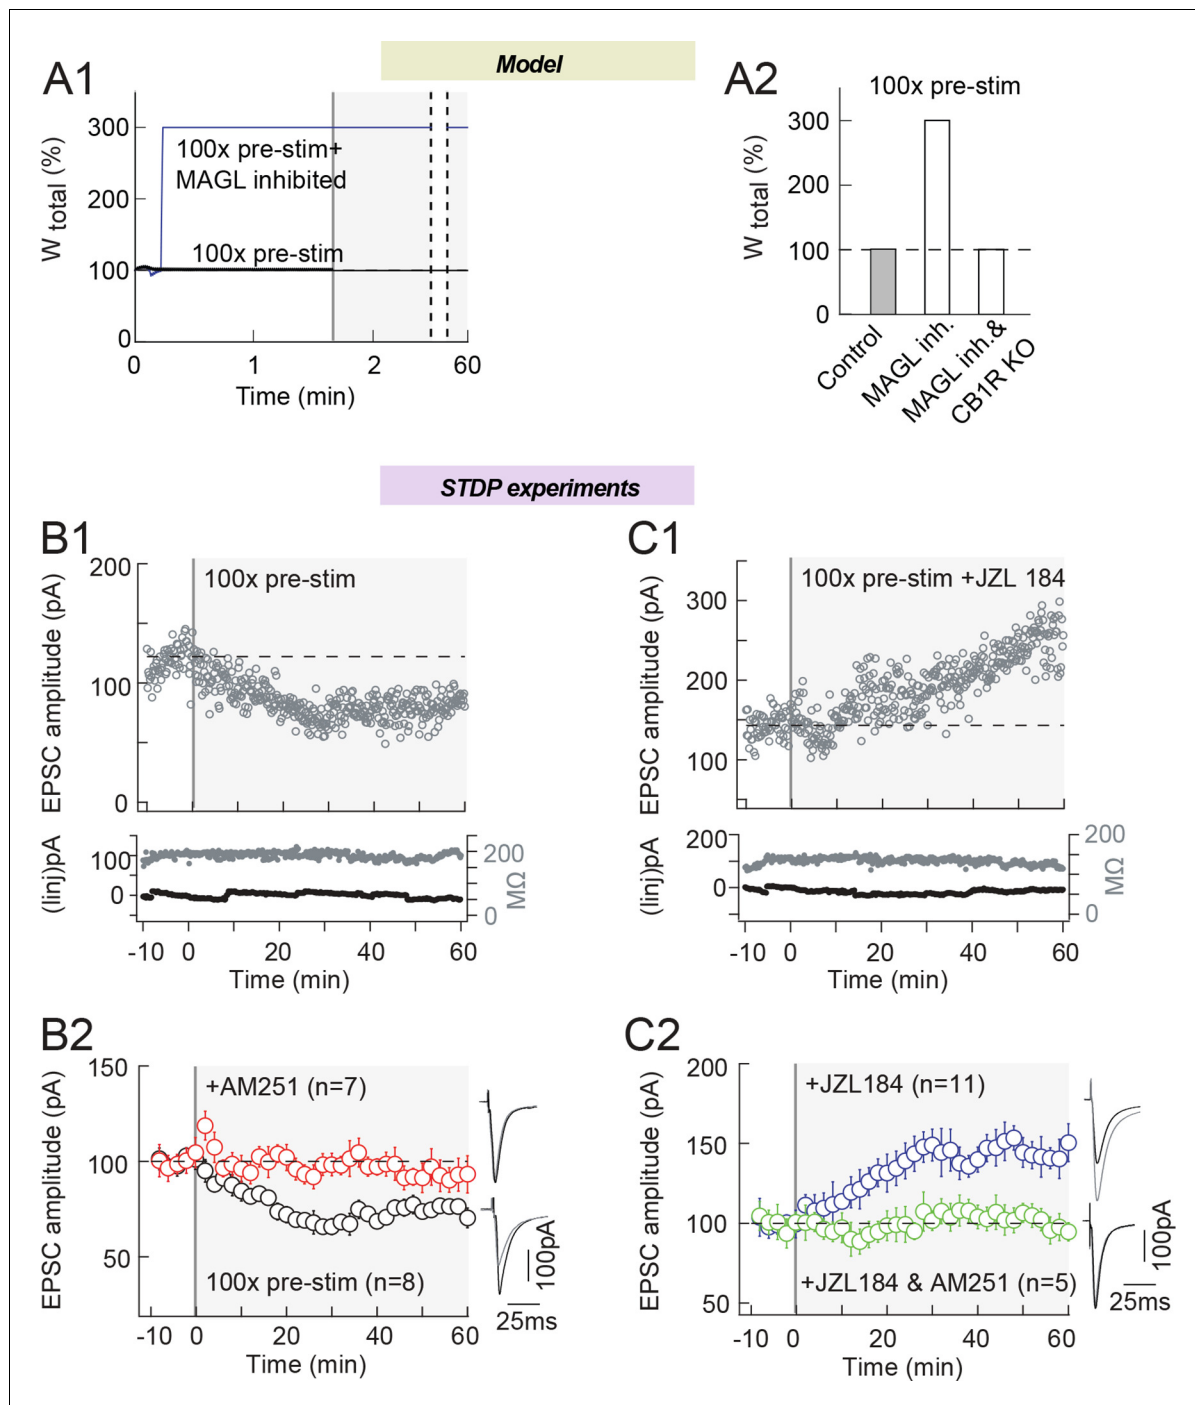 Model
A1
W total (%)
300
200
100
0
100x pre-stim+
MAGL inhibited
100x pre-stim
0 1 2 60
Time (min)
A2
100x pre-stim
W total (%)
300
200
100
0
Control
MAGL inh.
MAGL inh.&
CB1R KO
STDP experiments
B1
EPSC amplitude (pA)
200
100
0
100x pre-stim
(Iinj)pA
100
0
200
0
MΩ
-10 0 20 40 60
Time (min)
C1
EPSC amplitude (pA)
300
200
100
100x pre-stim +JZL 184
(Iinj)pA
200
0
200
0
MΩ
-10 0 20 40 60
Time (min)
B2
EPSC amplitude (pA)
150
100
50
+AM251 (n=7)
100x pre-stim (n=8)
100pA
25ms
-10 0 20 40 60
Time (min)
C2
EPSC amplitude (pA)
200
150
100
50
+JZL184 (n=11)
+JZL184 & AM251 (n=5)
100pA
25ms
-10 0 20 40 60
Time (min)